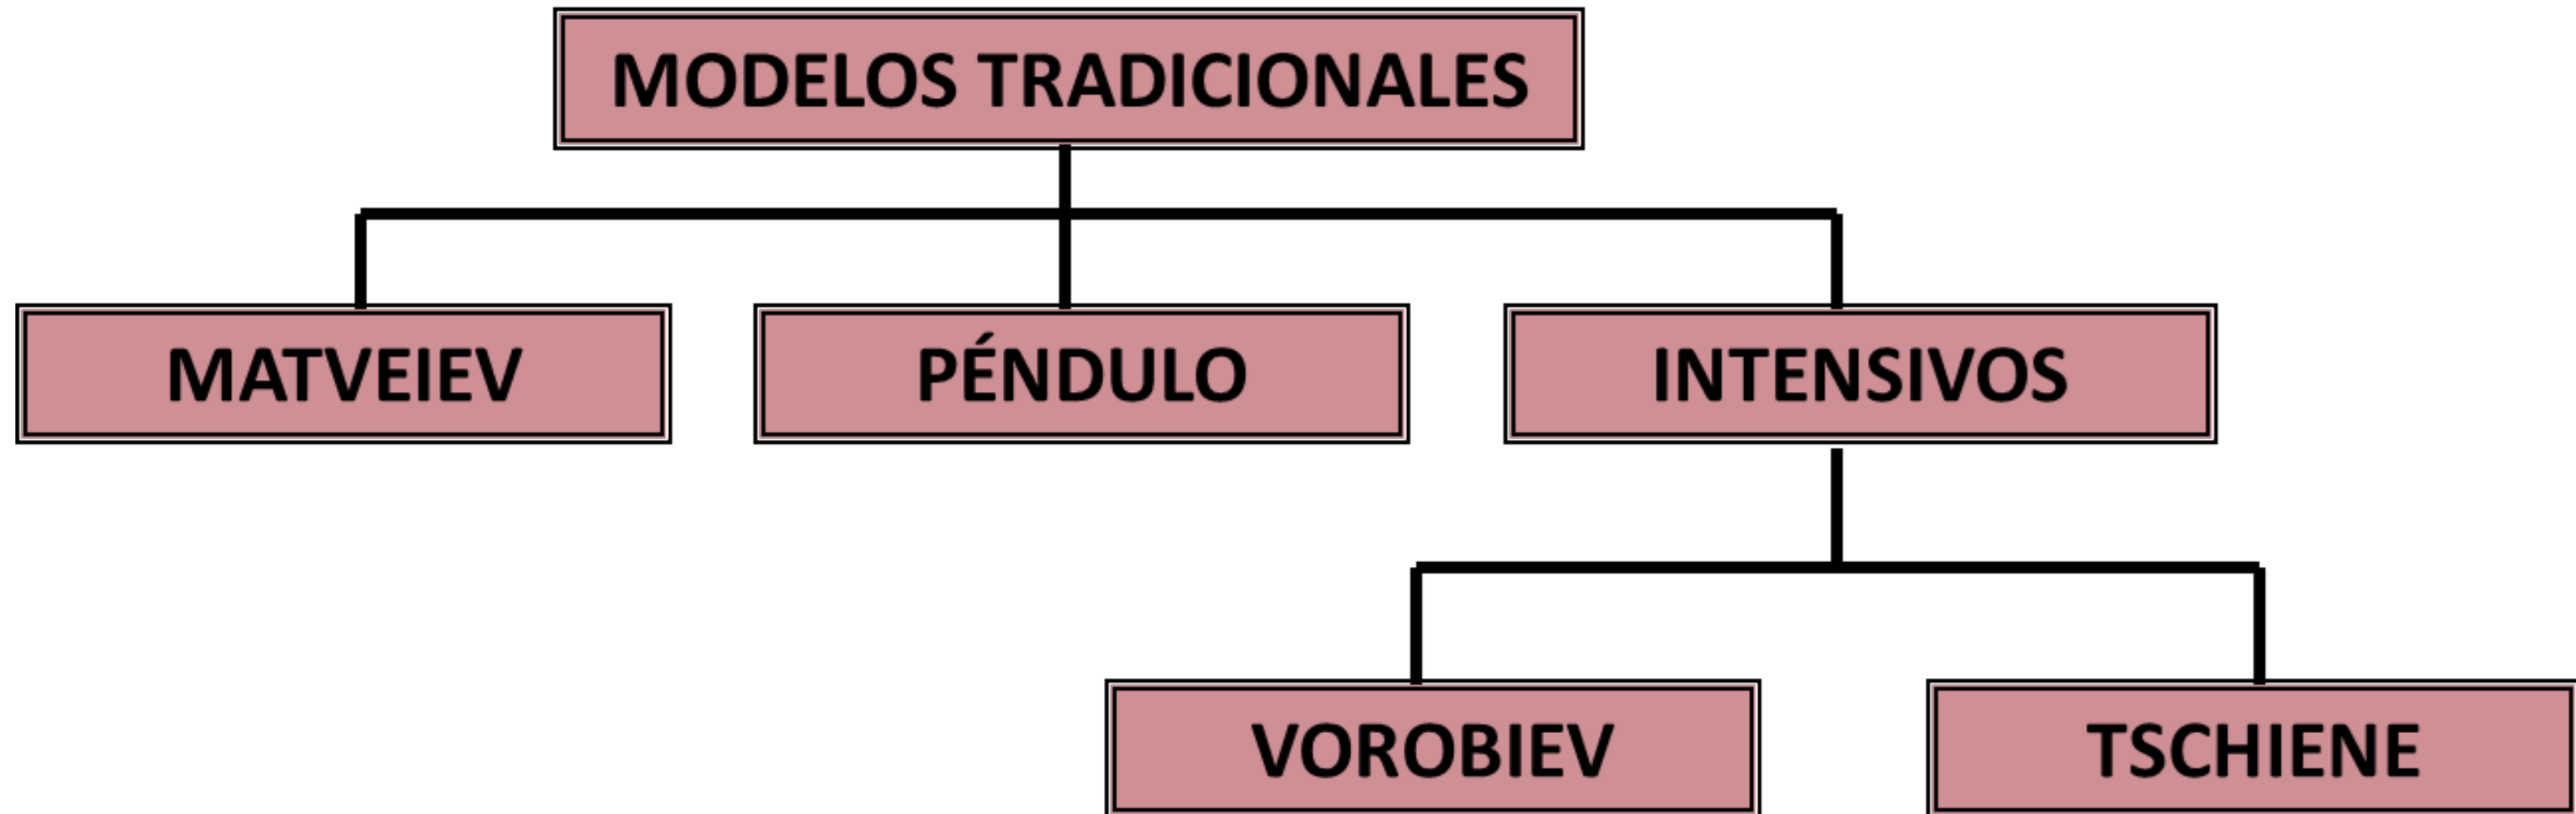 MODELOS TRADICIONALES
MATVEIEV
PÉNDULO
INTENSIVOS
VOROBIEV
TSCHIENE